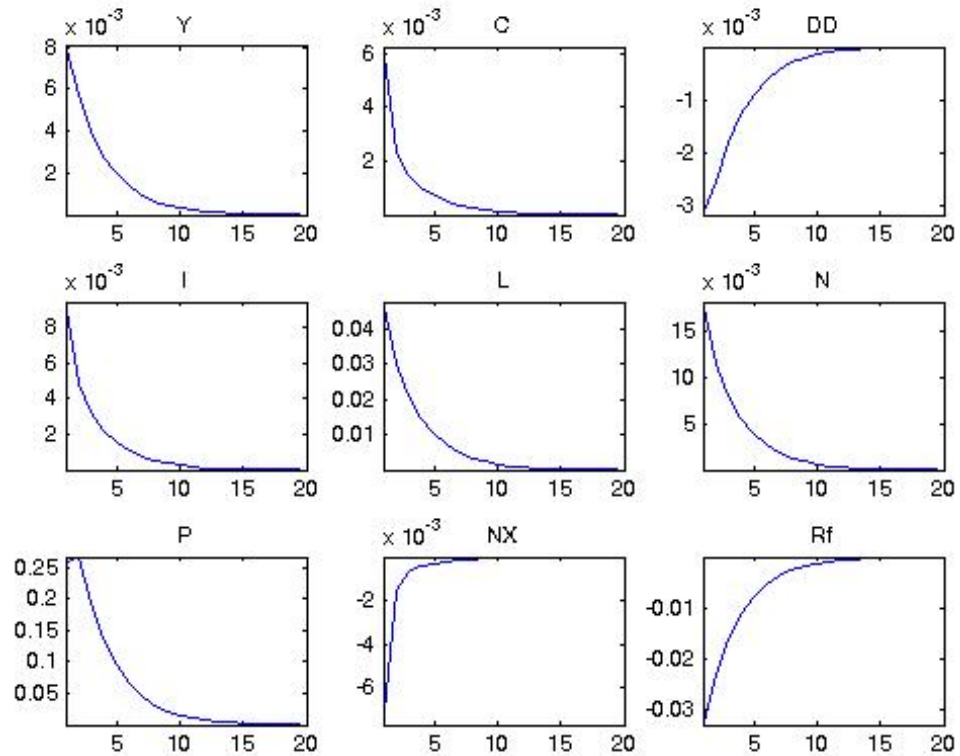 x 10⁻³ Y
8
6
4
2
5 10 15 20
x 10⁻³ C
6
4
2
5 10 15 20
x 10⁻³ DD
-1
-2
-3
5 10 15 20
x 10⁻³ I
8
6
4
2
5 10 15 20
L
0.04
0.03
0.02
0.01
5 10 15 20
x 10⁻³ N
15
10
5
5 10 15 20
P
0.25
0.2
0.15
0.1
0.05
5 10 15 20
x 10⁻³ NX
-2
-4
-6
5 10 15 20
Rf
-0.01
-0.02
-0.03
5 10 15 20